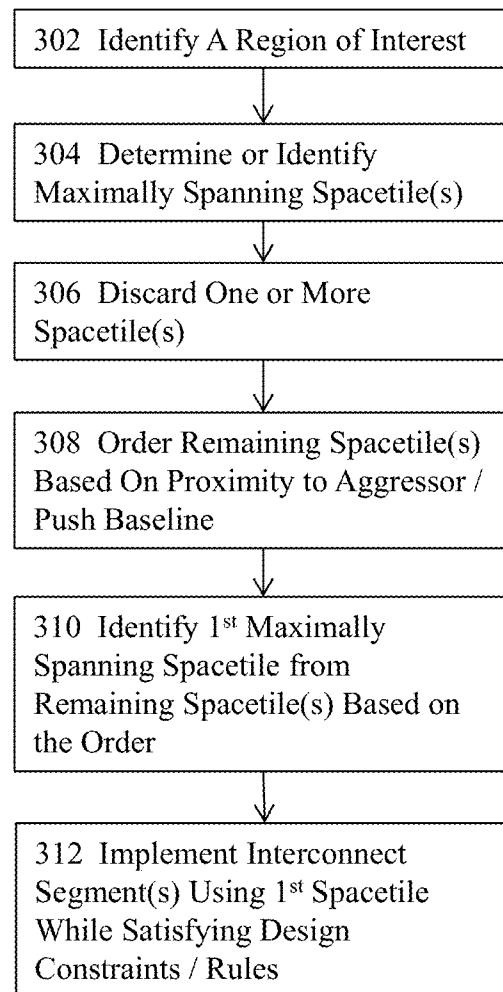 302 Identify A Region of Interest
304 Determine or Identify
Maximally Spanning Spacetile(s)
306 Discard One or More
Spacetile(s)
308 Order Remaining Spacetile(s)
Based On Proximity to Aggressor /
Push Baseline
310 Identify 1st Maximally
Spanning Spacetile from
Remaining Spacetile(s) Based on
the Order
312 Implement Interconnect
Segment(s) Using 1st Spacetile
While Satisfying Design
Constraints / Rules